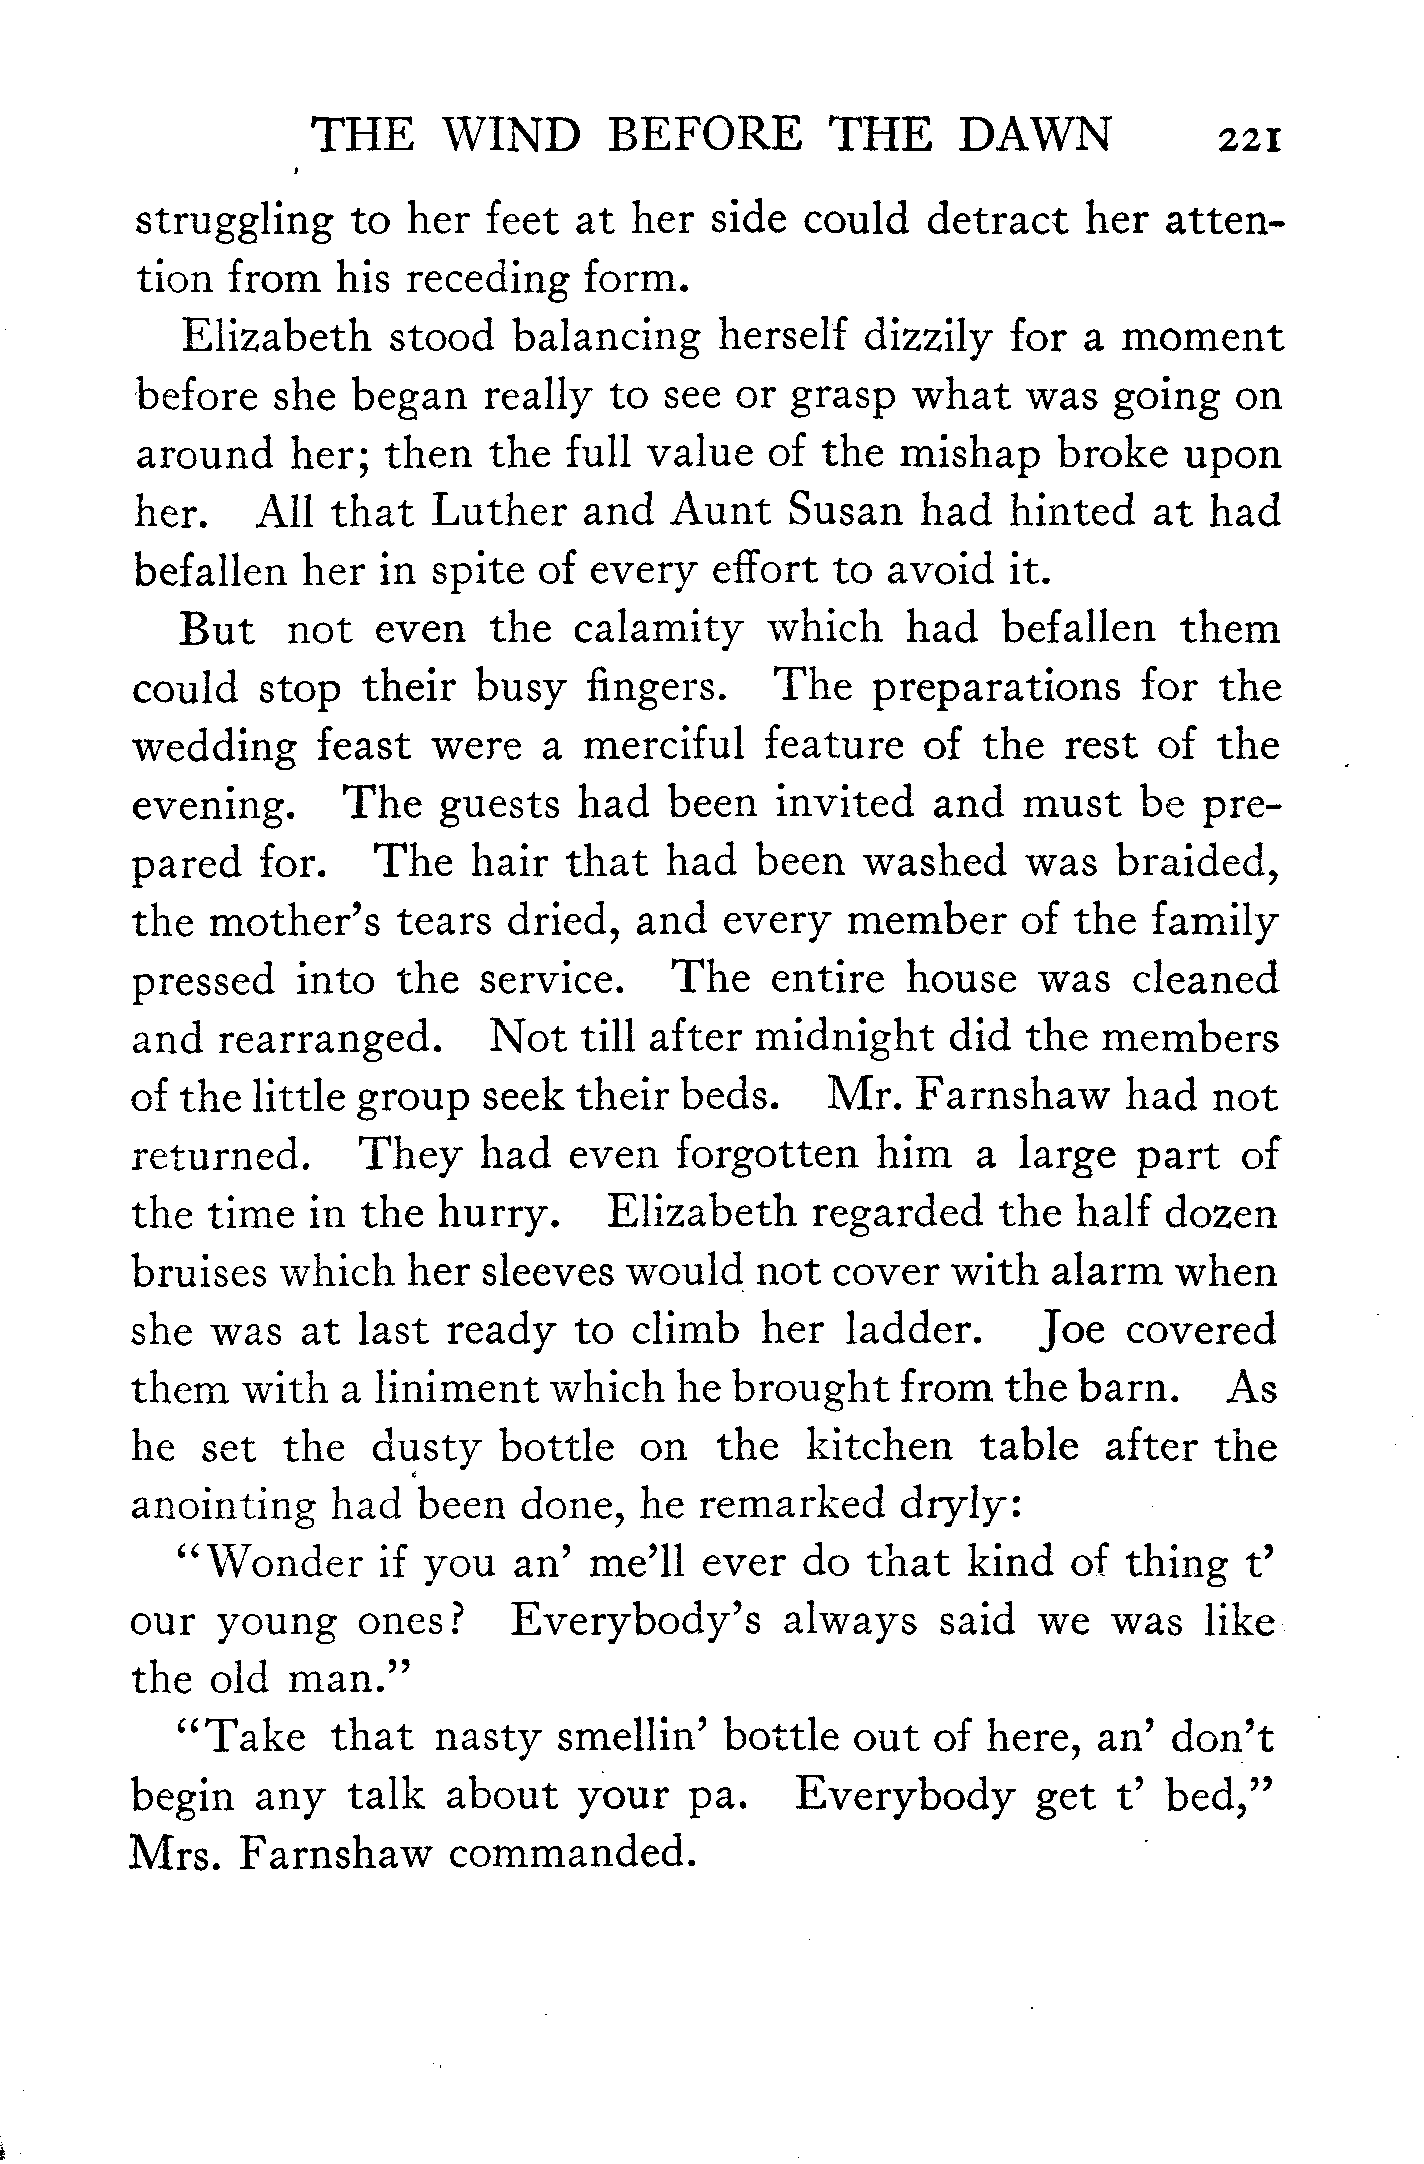 THE WIND BEFORE THE DAWN 221
struggling to her feet at her side could detract her atten-
tion from his receding form.
Elizabeth stood balancing herself dizzily for a moment
before she began really to see or grasp what was going on
around her; then the full value of the mishap broke upon
her. All that Luther and Aunt Susan had hinted at had
befallen her in spite of every effort to avoid it.
But not even the calamity which had befallen them
could stop their busy fingers. The preparations for the
wedding feast were a merciful feature of the rest of the
evening. The guests had been invited and must be pre-
pared for. The hair that had been washed was braided,
the mother's tears dried, and every member of the family
pressed into the service. The entire house was cleaned
and rearranged. Not till after midnight did the members
of the little group seek their beds. Mr. Farnshaw had not
returned. They had even forgotten him a large part of
the time in the hurry. Elizabeth regarded the half dozen
bruises which her sleeves would not cover with alarm when
she was at last ready to climb her ladder. Joe covered
them with a liniment which he brought from the barn. As
he set the dusty bottle on the kitchen table after the
anointing had been done, he remarked dryly:
“Wonder if you an’ me’ll ever do that kind of thing t’
our young ones? Everybody’s always said we was like
the old man.”
“Take that nasty smellin’ bottle out of here, an’ don’t
begin any talk about your pa. Everybody get t’ bed,”
Mrs. Farnshaw commanded.